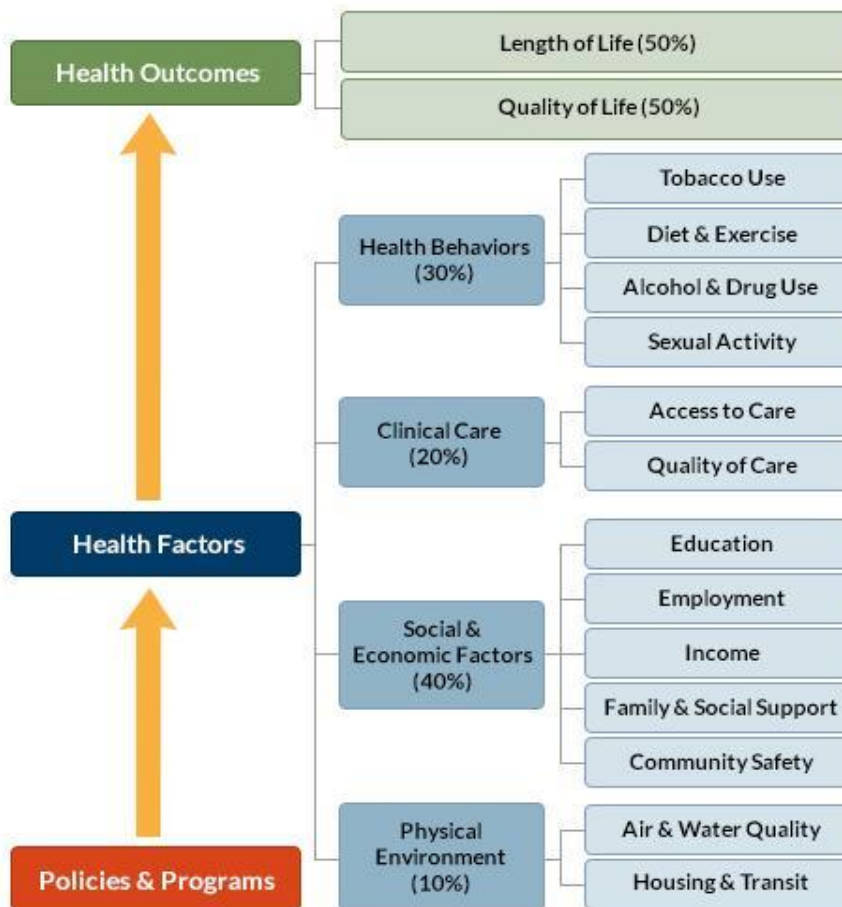 Health Outcomes
Length of Life (50%)
Quality of Life (50%)
Health Factors
Health Behaviors
(30%)
Tobacco Use
Diet & Exercise
Alcohol & Drug Use
Sexual Activity
Clinical Care
(20%)
Access to Care
Quality of Care
Social &
Economic Factors
(40%)
Education
Employment
Income
Family & Social Support
Community Safety
Physical
Environment
(10%)
Air & Water Quality
Housing & Transit
Policies & Programs